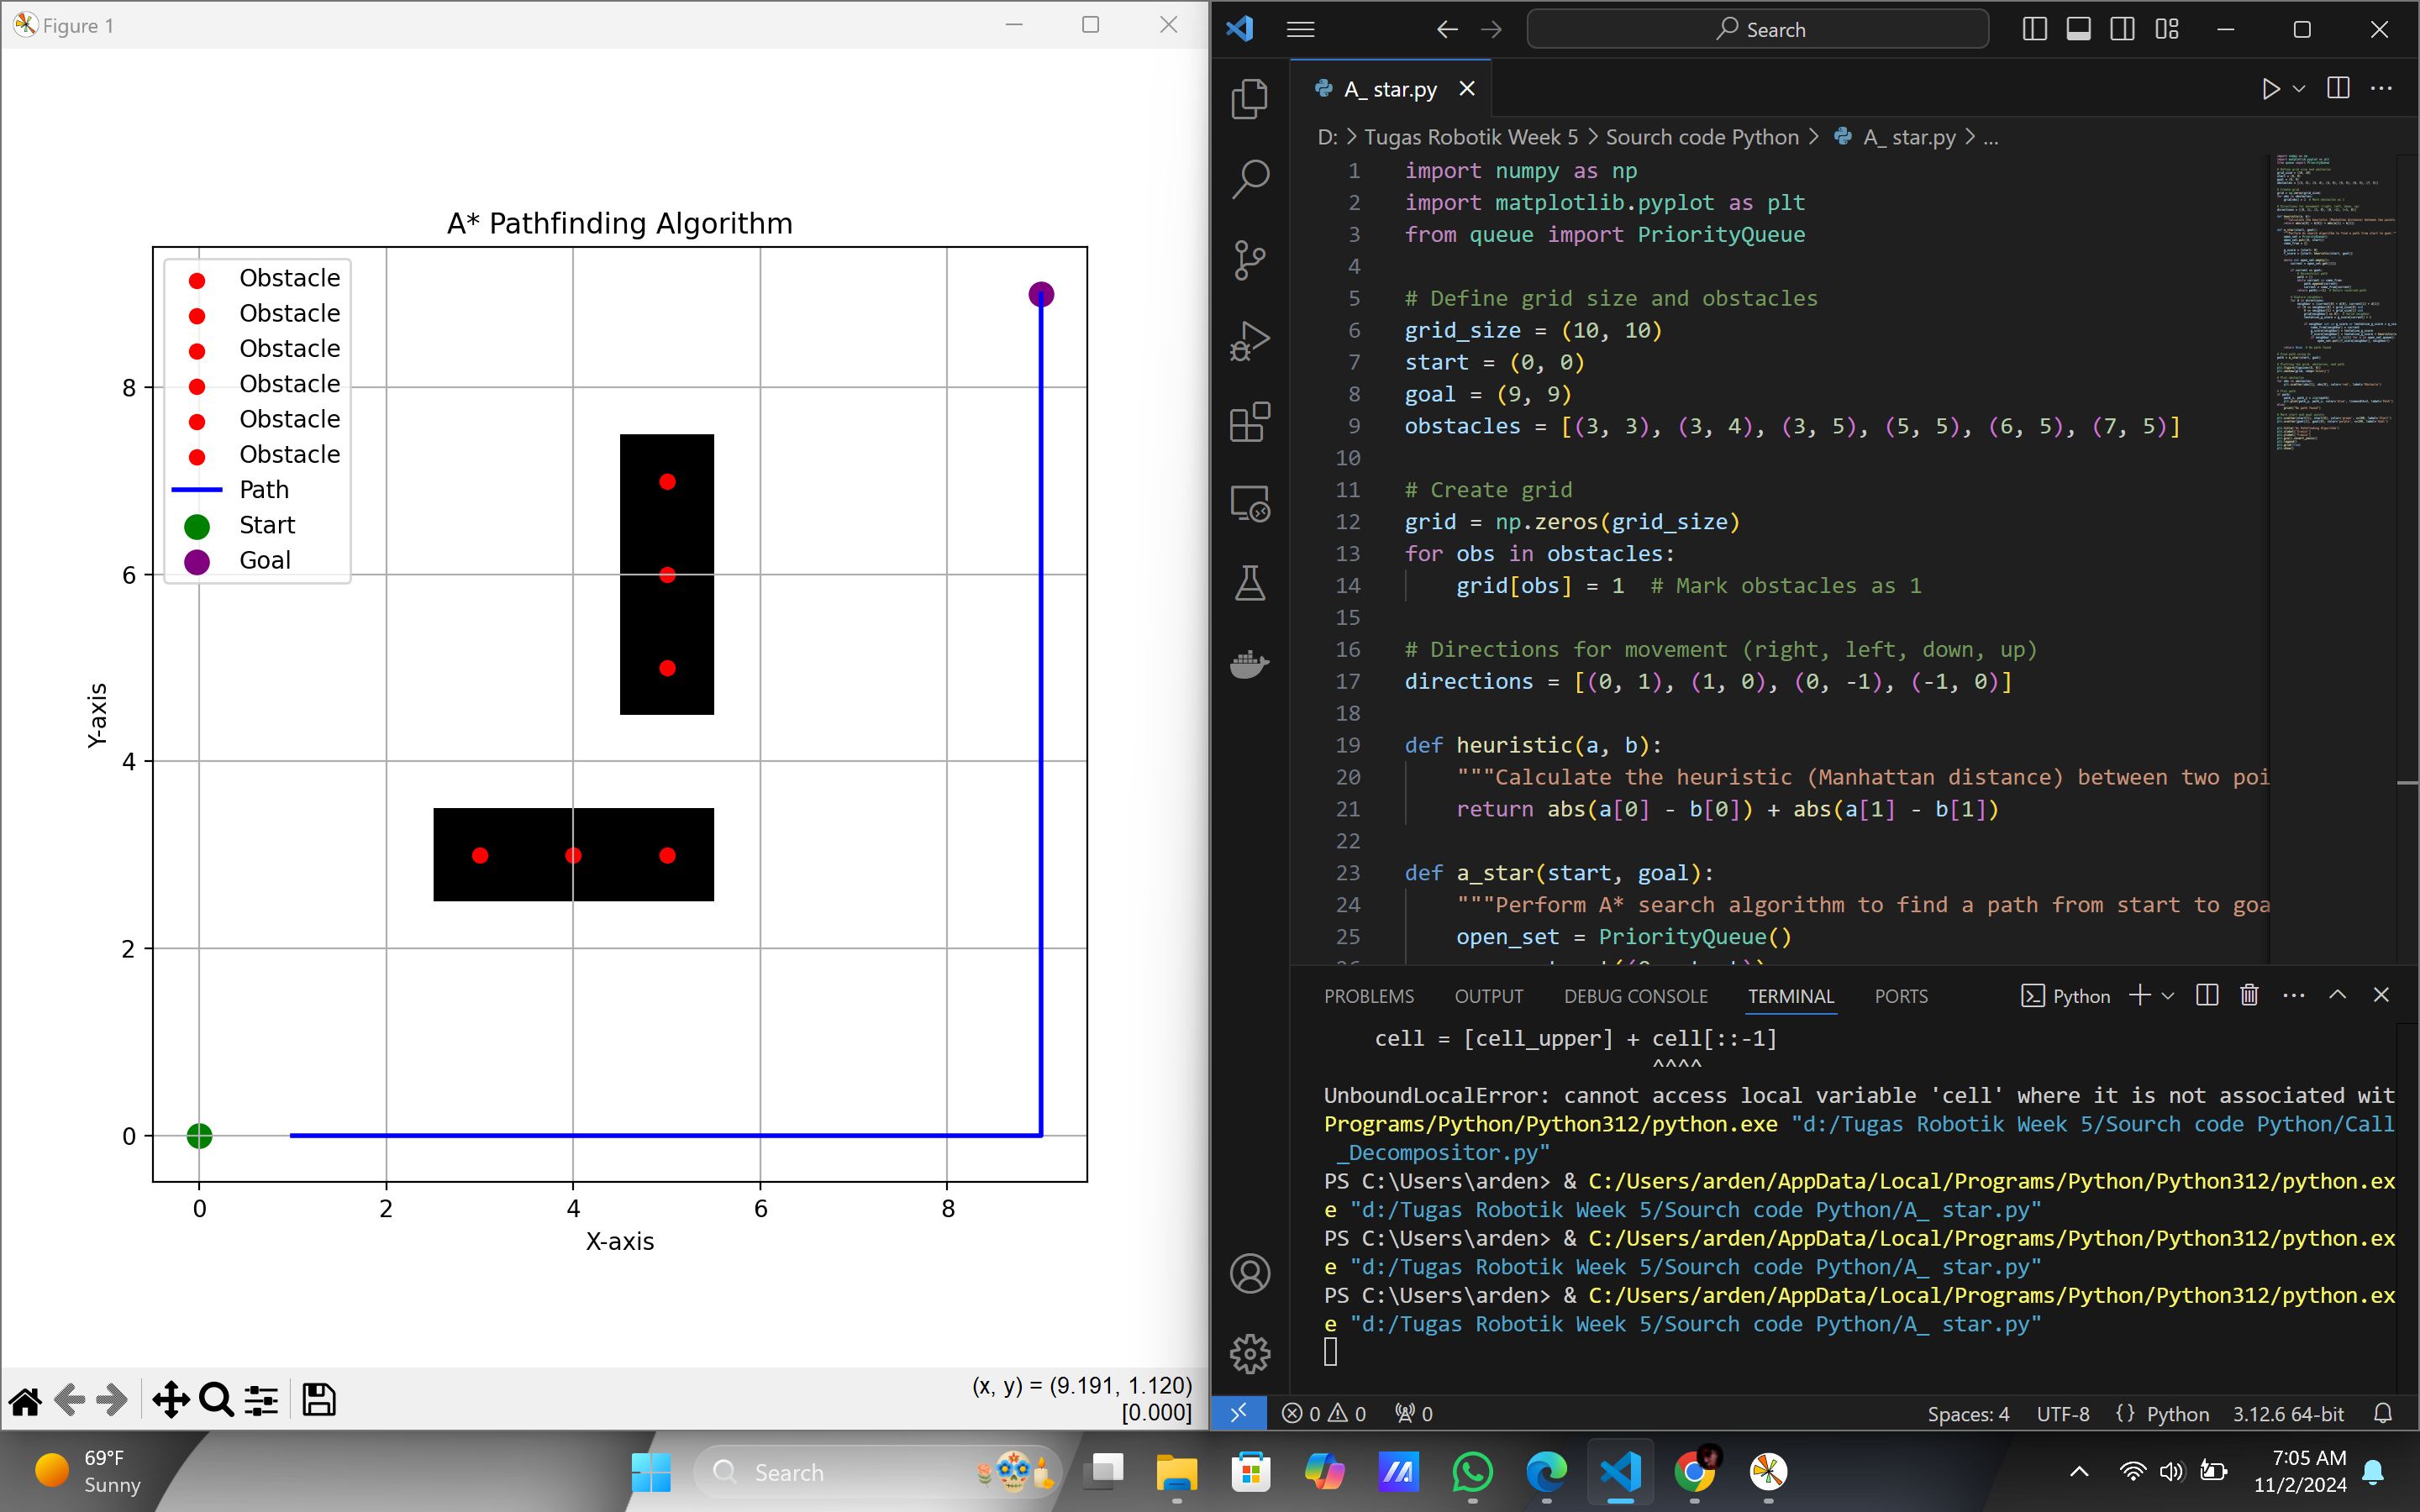 Figure 1
A* Pathfinding Algorithm
Obstacle
Obstacle
Obstacle
Obstacle
Obstacle
Obstacle
Path
Start
Goal
8
6
4
2
0
Y-axis
0 2 4 6 8
X-axis
(x, y) = (9.191, 1.120)
[0.000]
Search
A_ star.py
D: > Tugas Robotik Week 5 > Sourch code Python > A_ star.py > ...
1 import numpy as np
2 import matplotlib.pyplot as plt
3 from queue import PriorityQueue
4
5 # Define grid size and obstacles
6 grid_size = (10, 10)
7 start = (0, 0)
8 goal = (9, 9)
9 obstacles = [(3, 3), (3, 4), (3, 5), (5, 5), (6, 5), (7, 5)]
10
11 # Create grid
12 grid = np.zeros(grid_size)
13 for obs in obstacles:
14 grid[obs] = 1 # Mark obstacles as 1
15
16 # Directions for movement (right, left, down, up)
17 directions = [(0, 1), (1, 0), (0, -1), (-1, 0)]
18
19 def heuristic(a, b):
20 """Calculate the heuristic (Manhattan distance) between two poi
21 return abs(a[0] - b[0]) + abs(a[1] - b[1])
22
23 def a_star(start, goal):
24 """Perform A* search algorithm to find a path from start to goa
25 open_set = PriorityQueue()
PROBLEMS OUTPUT DEBUG CONSOLE TERMINAL PORTS Python
cell = [cell_upper] + cell[::-1]
^^^^
UnboundLocalError: cannot access local variable 'cell' where it is not associated wit
Programs/Python/Python312/python.exe "d:/Tugas Robotik Week 5/Sourch code Python/Call
_Decompositor.py"
PS C:\Users\arden> & C:/Users/arden/AppData/Local/Programs/Python/Python312/python.ex
e "d:/Tugas Robotik Week 5/Sourch code Python/A_ star.py"
PS C:\Users\arden> & C:/Users/arden/AppData/Local/Programs/Python/Python312/python.ex
e "d:/Tugas Robotik Week 5/Sourch code Python/A_ star.py"
PS C:\Users\arden> & C:/Users/arden/AppData/Local/Programs/Python/Python312/python.ex
e "d:/Tugas Robotik Week 5/Sourch code Python/A_ star.py"
0 0 0 Spaces: 4 UTF-8 {} Python 3.12.6 64-bit
69°F
Sunny
Search
7:05 AM
11/2/2024